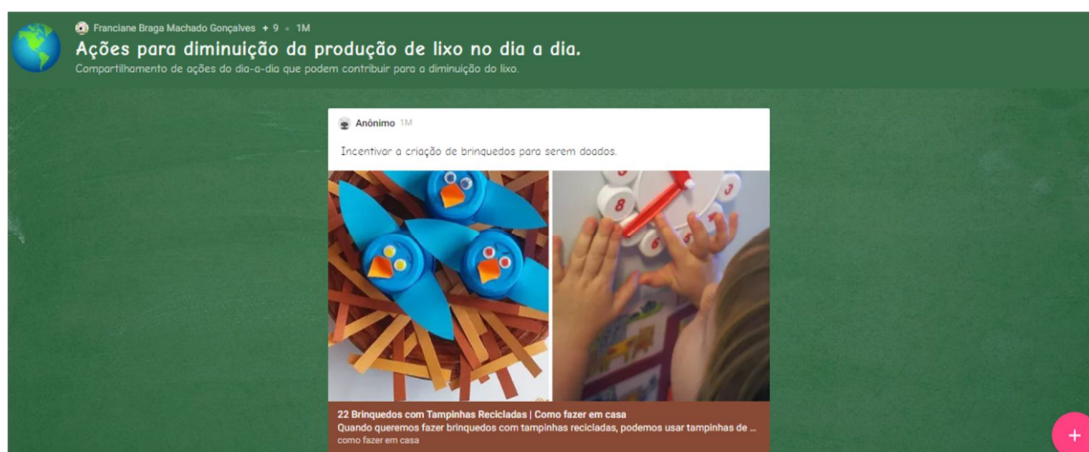 Franciane Braga Machado Gonçalves + 9 • 1M
Ações para diminuição da produção de lixo no dia a dia.
Compartilhamento de ações do dia-a-dia que podem contribuir para a diminuição do lixo.
Anônimo 1M
Incentivar a criação de brinquedos para serem doados.
8
3
6
22 Brinquedos com Tampinhas Recicladas | Como fazer em casa
Quando queremos fazer brinquedos com tampinhas recicladas, podemos usar tampinhas de ...
como fazer em casa
+